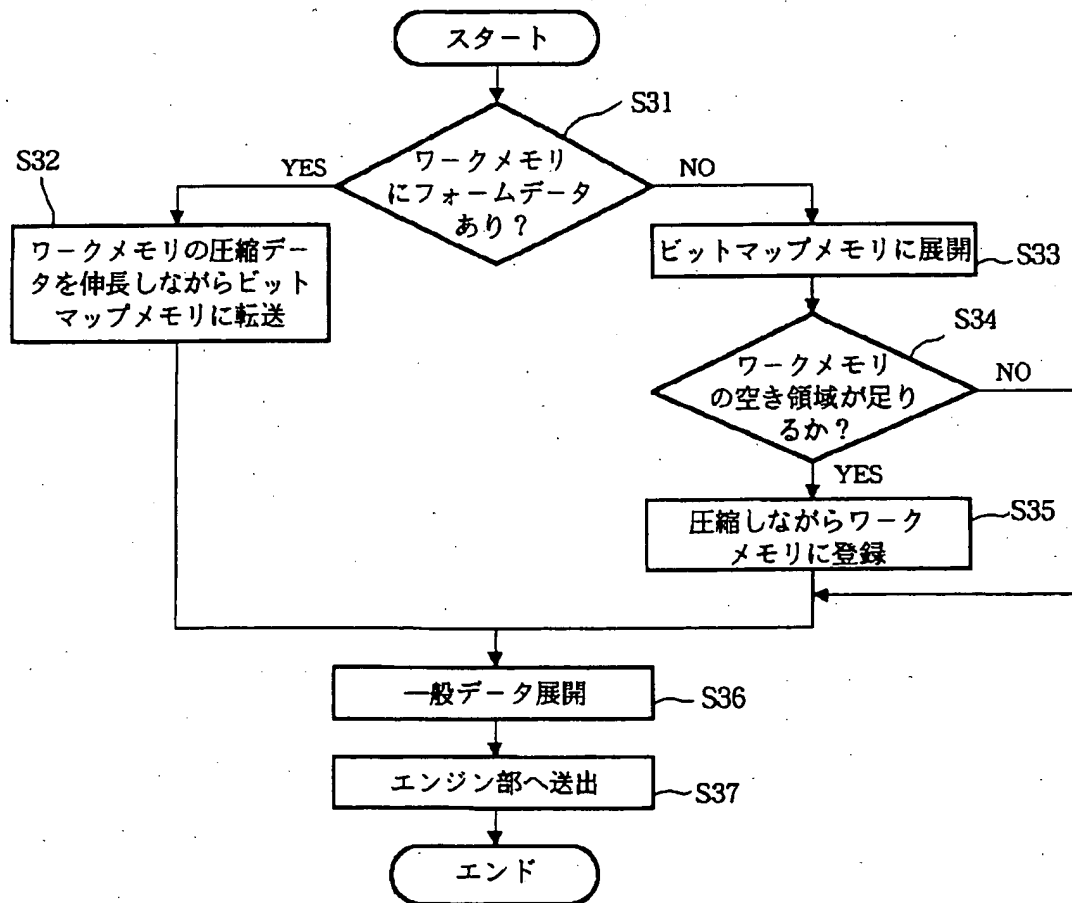 スタート
S31
ワークメモリ
にフォームデータ
あり？
YES
NO
S32
ワークメモリの圧縮デー
タを伸長しながらビット
マップメモリに転送
ビットマップメモリに展開
S33
S34
ワークメモリ
の空き領域が足り
るか？
NO
YES
圧縮しながらワーク
メモリに登録
S35
一般データ展開
S36
エンジン部へ送出
S37
エンド